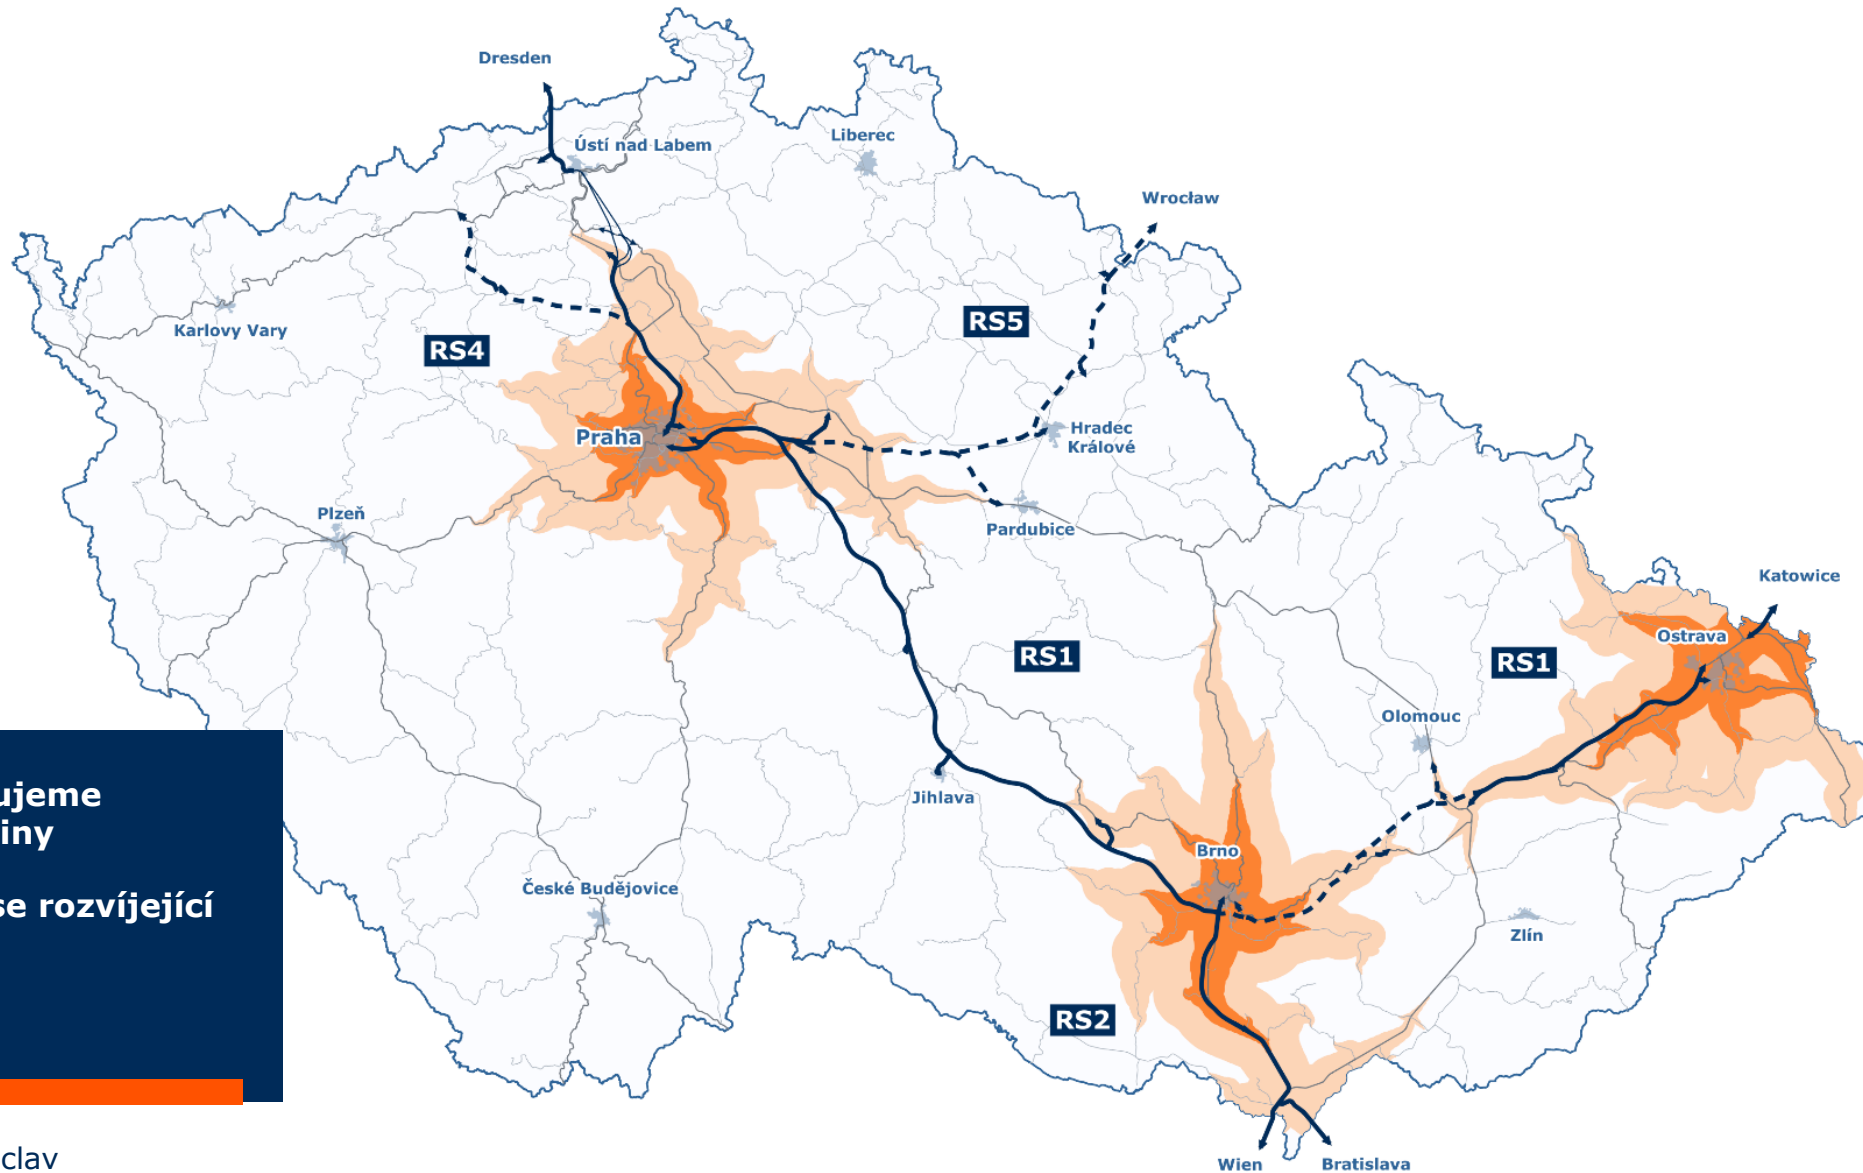 Dresden
Ústí nad Labem
Liberec
Wrocław
Karlovy Vary
RS4
RS5
Praha
Hradec
Králové
Plzeň
Pardubice
Katowice
Ostrava
RS1
RS1
Olomouc
Jihlava
Brno
České Budějovice
Zlín
RS2
Wien
Bratislava
ujeme
iny
se rozvíjející
clav